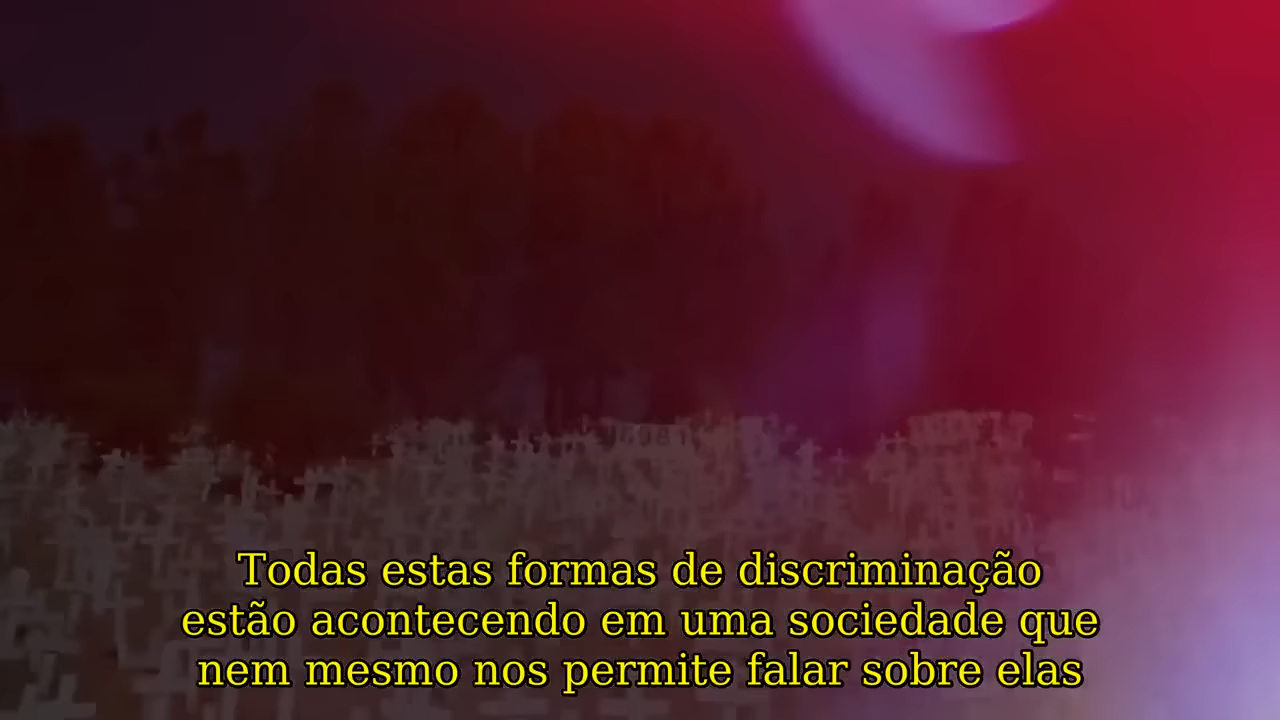 Todas estas formas de discriminação
estão acontecendo em uma sociedade que
nem mesmo nos permite falar sobre elas